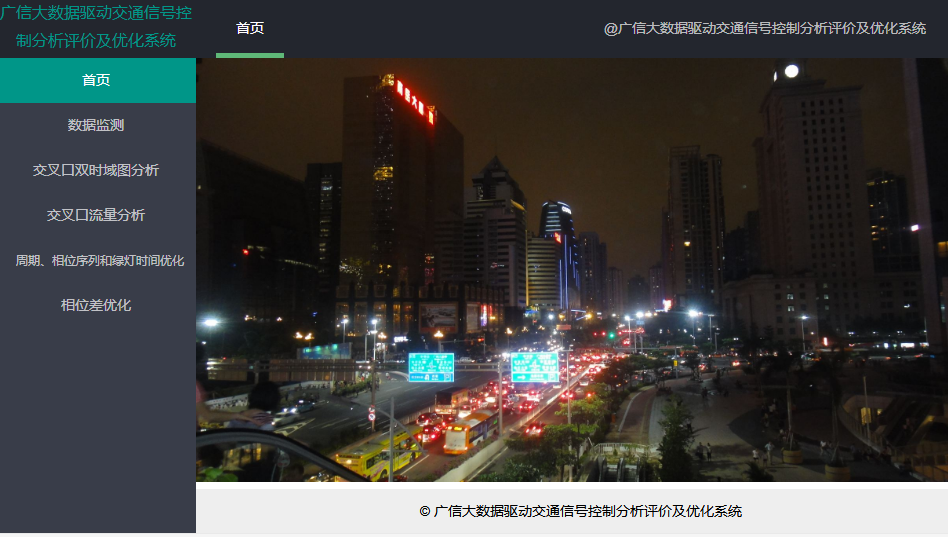 广信大数据驱动交通信号控
制分析评价及优化系统
首页
@广信大数据驱动交通信号控制分析评价及优化系统
首页
数据监测
交叉口双时域图分析
交叉口流量分析
周期、相位序列和绿灯时间优化
相位差优化
© 广信大数据驱动交通信号控制分析评价及优化系统